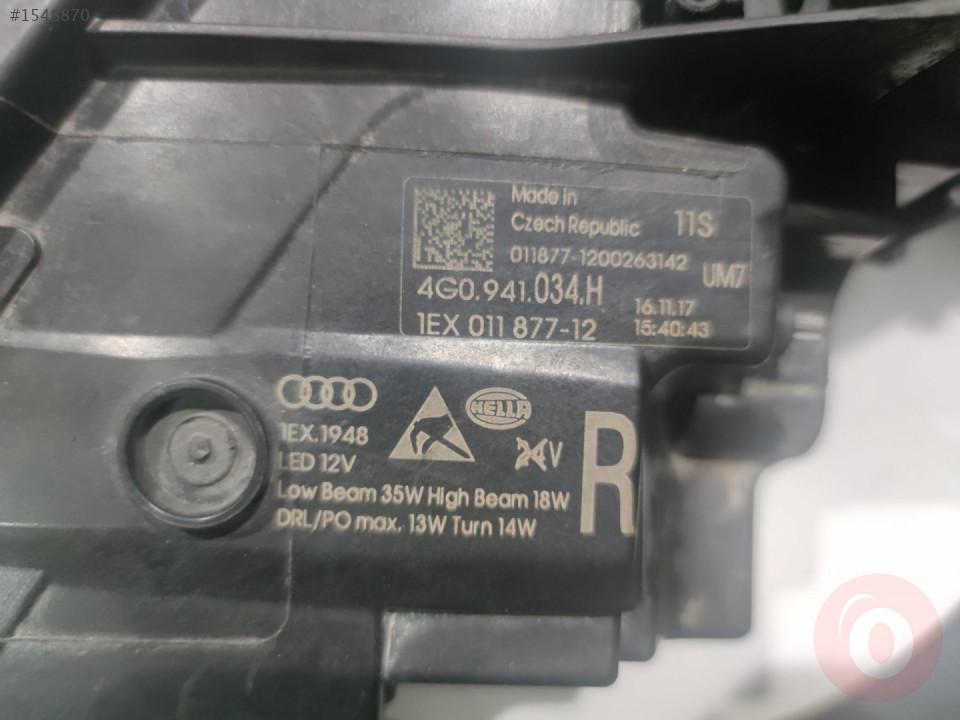 #1546870
Made in
Czech Republic
11S
011877-1200263142
UM7
4G0.941.034.H
16.11.17
1EX 011 877-12
15:40:43
1EX.1948
HELLA
LED 12V
24V
R
Low Beam 35W High Beam 18W
DRL/PO max. 13W Turn 14W